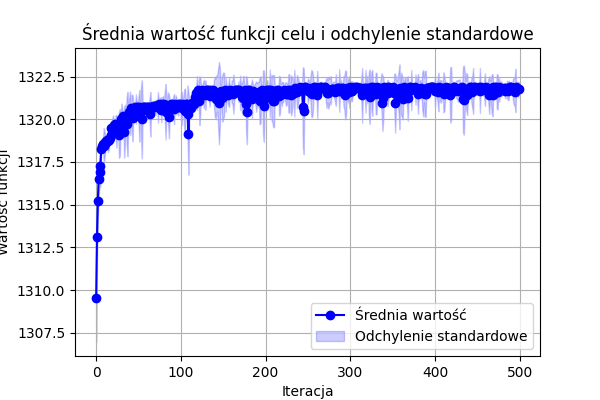 Średnia wartość funkcji celu i odchylenie standardowe
1322.5
1320.0
1317.5
1315.0
1312.5
1310.0
1307.5
Wartość funkcji
0 100 200 300 400 500
Iteracja
Średnia wartość
Odchylenie standardowe